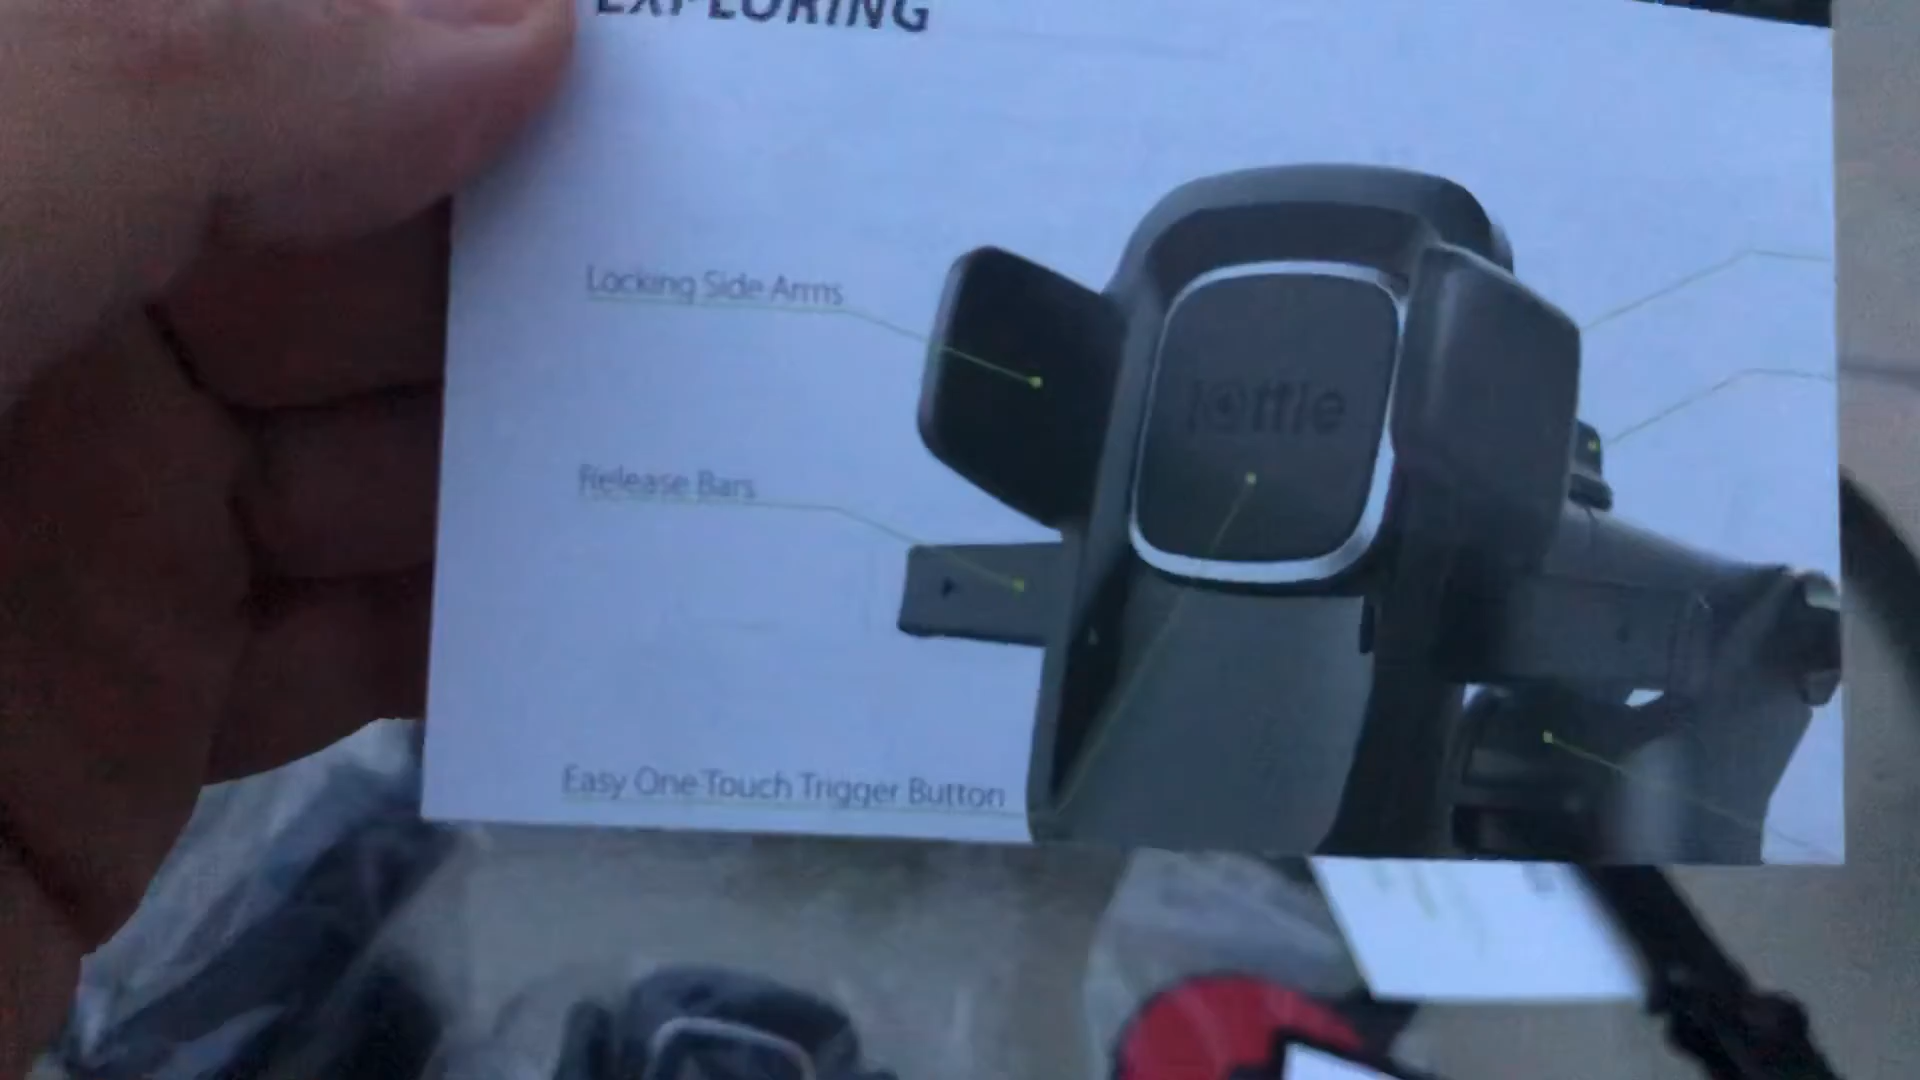 EXPLORING
Locking Side Arms
iOttie
Release Bars
Easy One Touch Trigger Button